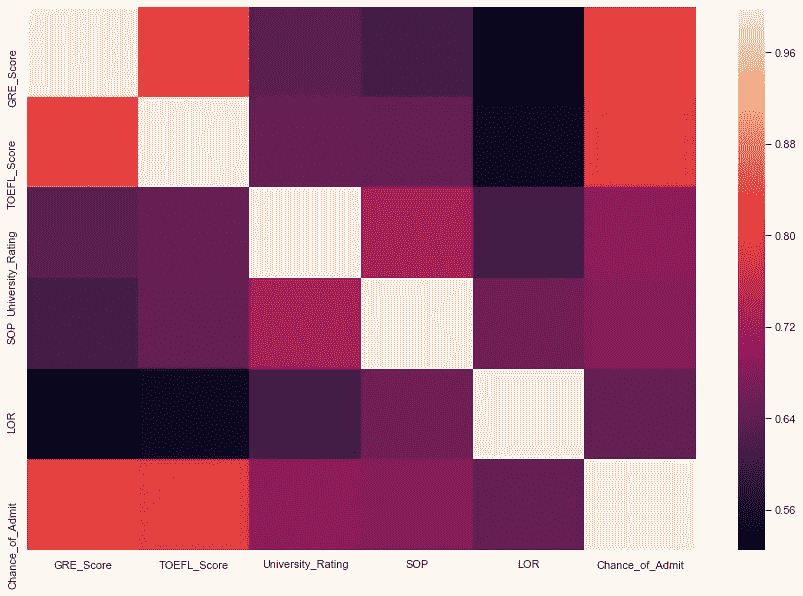 GRE_Score
TOEFL_Score
University_Rating
SOP
LOR
Chance_of_Admit
GRE_Score
TOEFL_Score
University_Rating
SOP
LOR
Chance_of_Admit
0.96
0.88
0.80
0.72
0.64
0.56